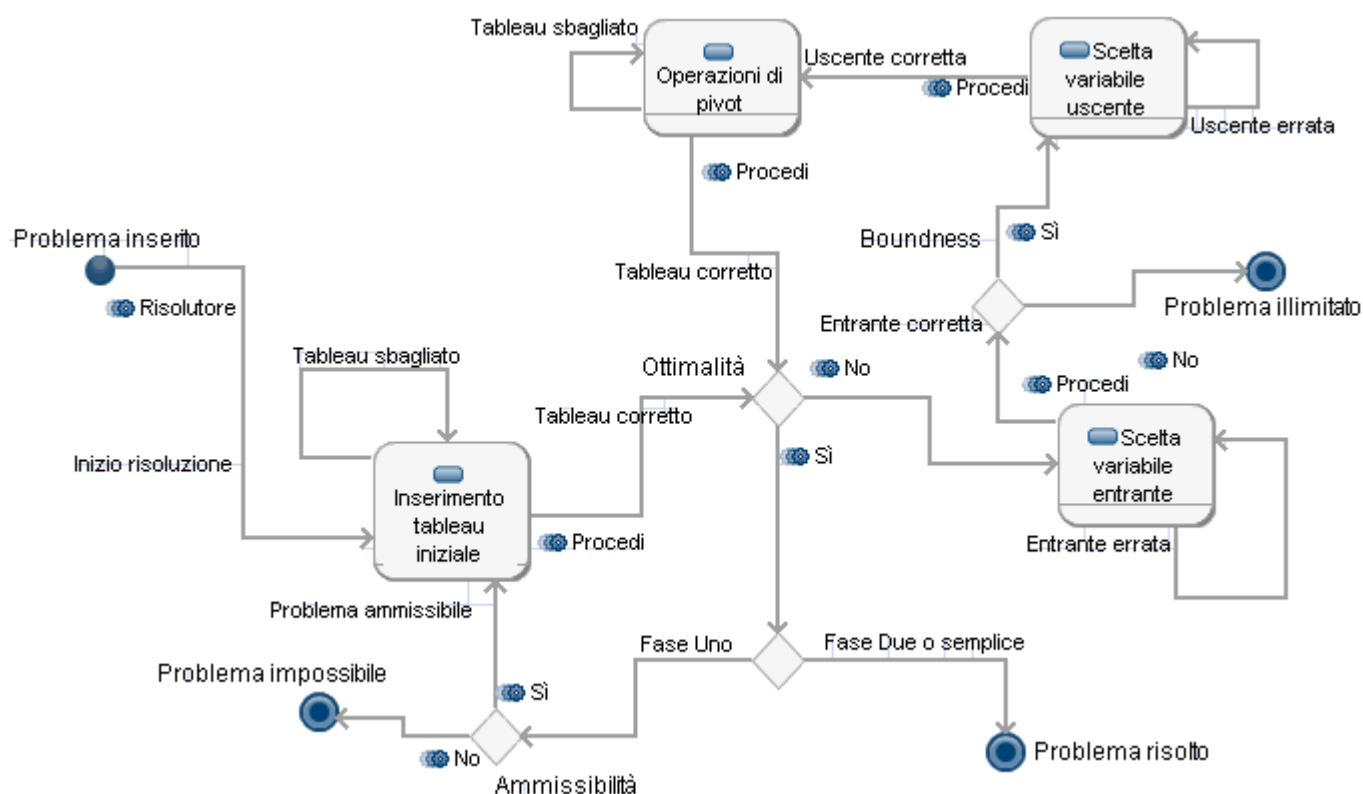 Tableau sbagliato
Operazioni di
pivot
Uscente corretta
Procedi
Scelta
variabile
uscente
Uscente errata
Procedi
Problema inserito
Risolutore
Tableau corretto
Boundness
Sì
Entrante corretta
Problema illimitato
Tableau sbagliato
Ottimalità
No
No
Procedi
Tableau corretto
Inizio risoluzione
Sì
Scelta
variabile
entrante
Inserimento
tableau
iniziale
Procedi
Entrante errata
Problema ammissibile
Fase Uno
Fase Due o semplice
Problema impossibile
Sì
No
Ammissibilità
Problema risolto